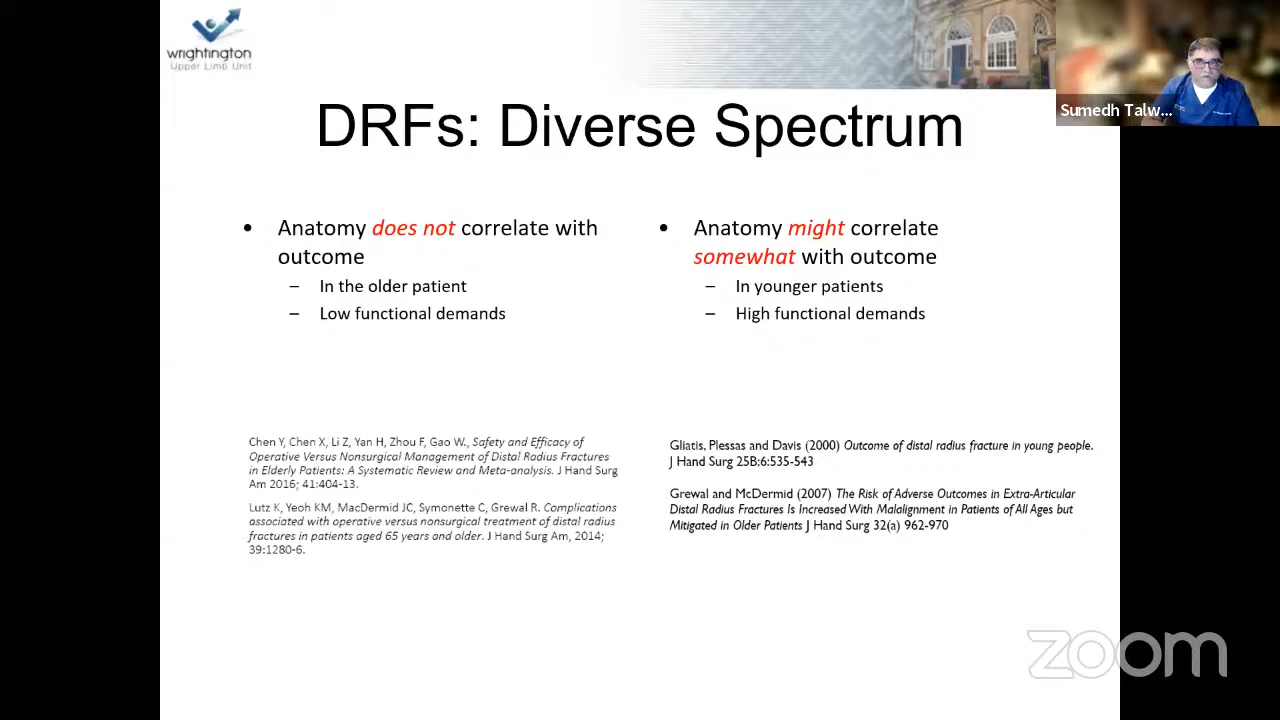 wrightington
Upper Limb Unit
Sumedh Talw...
DRFs: Diverse Spectrum
• Anatomy does not correlate with
outcome
– In the older patient
– Low functional demands
• Anatomy might correlate
somewhat with outcome
– In younger patients
– High functional demands
Chen Y, Chen X, Li Z, Yan H, Zhou F, Gao W., Safety and Efficacy of
Operative Versus Nonsurgical Management of Distal Radius Fractures
in Elderly Patients: A Systematic Review and Meta-analysis. J Hand Surg
Am 2016; 41:404-13.
Lutz K, Yeoh KM, MacDermid JC, Symonette C, Grewal R. Complications
associated with operative versus nonsurgical treatment of distal radius
fractures in patients aged 65 years and older. J Hand Surg Am, 2014;
39:1280-6.
Gliatis, Plessas and Davis (2000) Outcome of distal radius fracture in young people.
J Hand Surg 25B;6:535-543
Grewal and McDermid (2007) The Risk of Adverse Outcomes in Extra-Articular
Distal Radius Fractures Is Increased With Malalignment in Patients of All Ages but
Mitigated in Older Patients J Hand Surg 32(a) 962-970
zoom